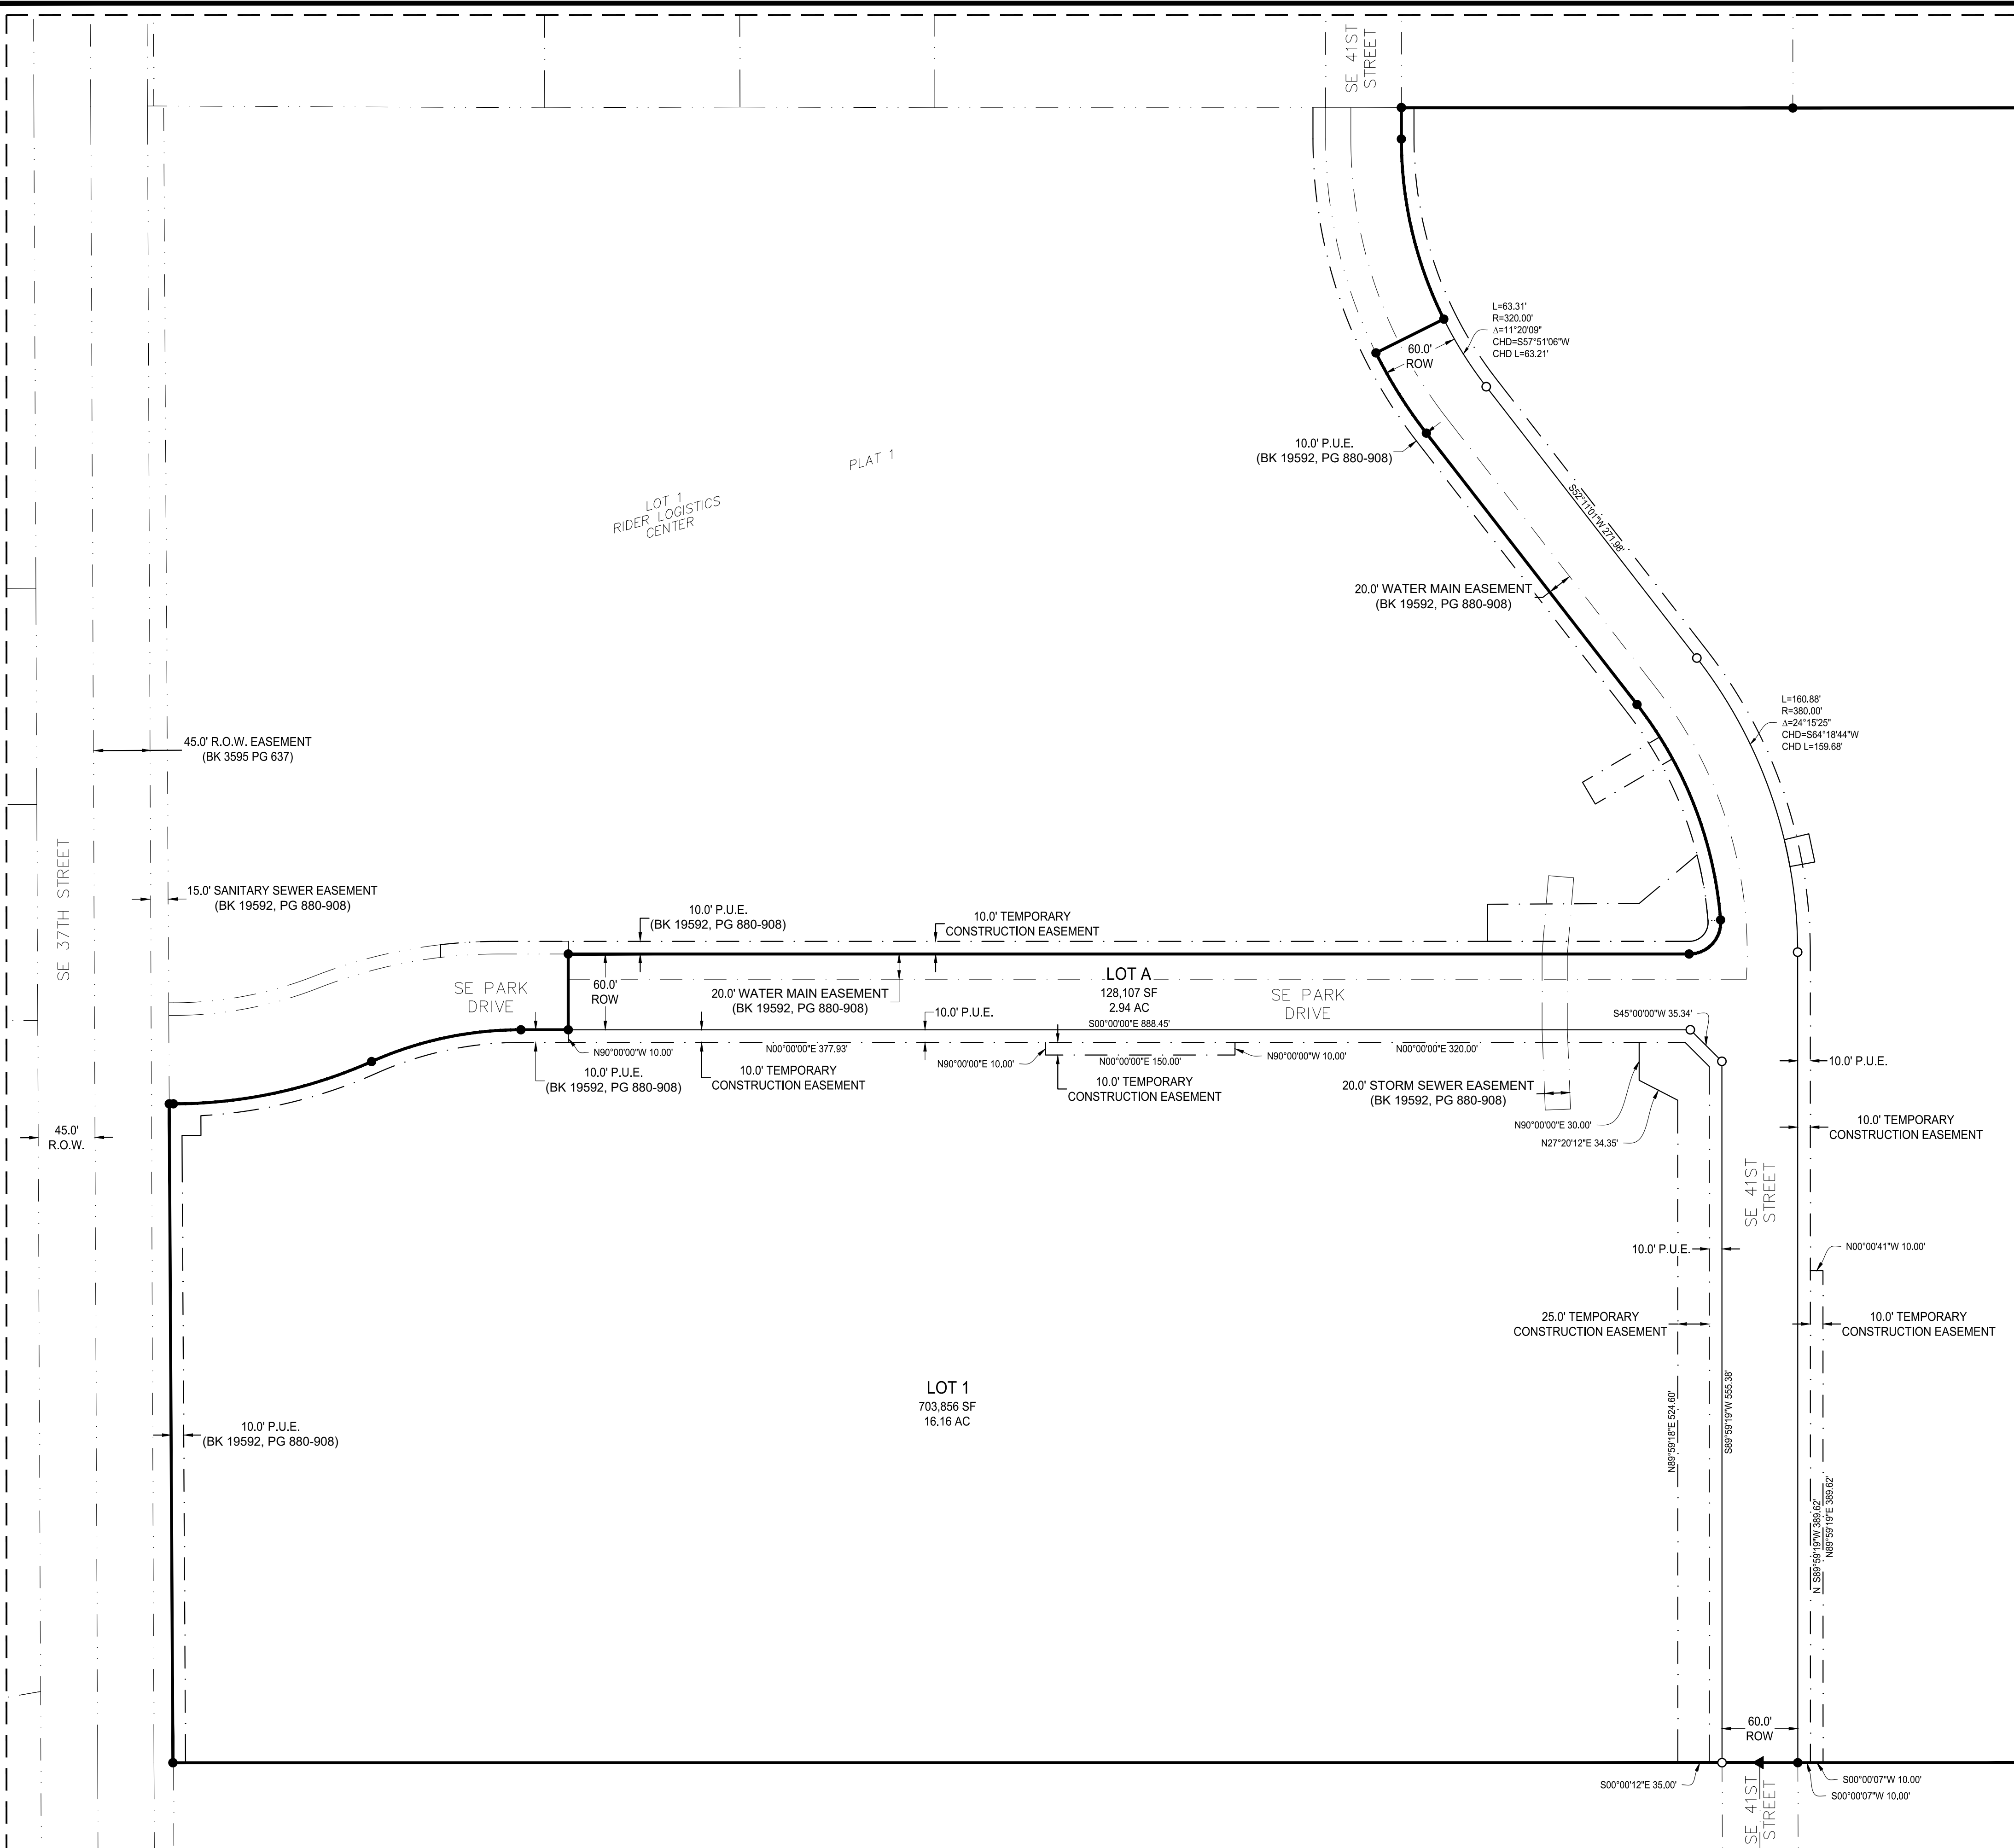 SE 41ST
STREET
L=63.31'
R=320.00'
Δ=11°20'09"
CHD=S57°51'06"W
CHD L=63.21'
60.0'
ROW
10.0' P.U.E.
(BK 19592, PG 880-908)
PLAT 1
LOT 1
RIDER LOGISTICS
CENTER
S52°11'01"W 271.98'
20.0' WATER MAIN EASEMENT
(BK 19592, PG 880-908)
L=160.88'
R=380.00'
Δ=24°15'25"
CHD=S64°18'44"W
CHD L=159.68'
45.0' R.O.W. EASEMENT
(BK 3595 PG 637)
SE 37TH STREET
15.0' SANITARY SEWER EASEMENT
(BK 19592, PG 880-908)
10.0' P.U.E.
(BK 19592, PG 880-908)
10.0' TEMPORARY
CONSTRUCTION EASEMENT
SE PARK
DRIVE
60.0'
ROW
20.0' WATER MAIN EASEMENT
(BK 19592, PG 880-908)
LOT A
128,107 SF
2.94 AC
10.0' P.U.E.
S00°00'00"E 888.45'
SE PARK
DRIVE
S45°00'00"W 35.34'
N90°00'00"W 10.00'
N00°00'00"E 377.93'
N90°00'00"E 10.00'
N00°00'00"E 150.00'
N90°00'00"W 10.00'
N00°00'00"E 320.00'
10.0' P.U.E.
(BK 19592, PG 880-908)
10.0' TEMPORARY
CONSTRUCTION EASEMENT
10.0' TEMPORARY
CONSTRUCTION EASEMENT
20.0' STORM SEWER EASEMENT
(BK 19592, PG 880-908)
10.0' P.U.E.
N90°00'00"E 30.00'
N27°20'12"E 34.35'
10.0' TEMPORARY
CONSTRUCTION EASEMENT
45.0'
R.O.W.
SE 41ST
STREET
10.0' P.U.E.
N00°00'41"W 10.00'
25.0' TEMPORARY
CONSTRUCTION EASEMENT
10.0' TEMPORARY
CONSTRUCTION EASEMENT
LOT 1
703,856 SF
16.16 AC
10.0' P.U.E.
(BK 19592, PG 880-908)
N89°59'18"E 524.60'
S89°59'19"W 555.38'
N S89°59'19"W 389.62'
N89°59'19"E 389.62'
60.0'
ROW
S00°00'12"E 35.00'
S00°00'07"W 10.00'
S00°00'07"W 10.00'
SE 41ST
STREET